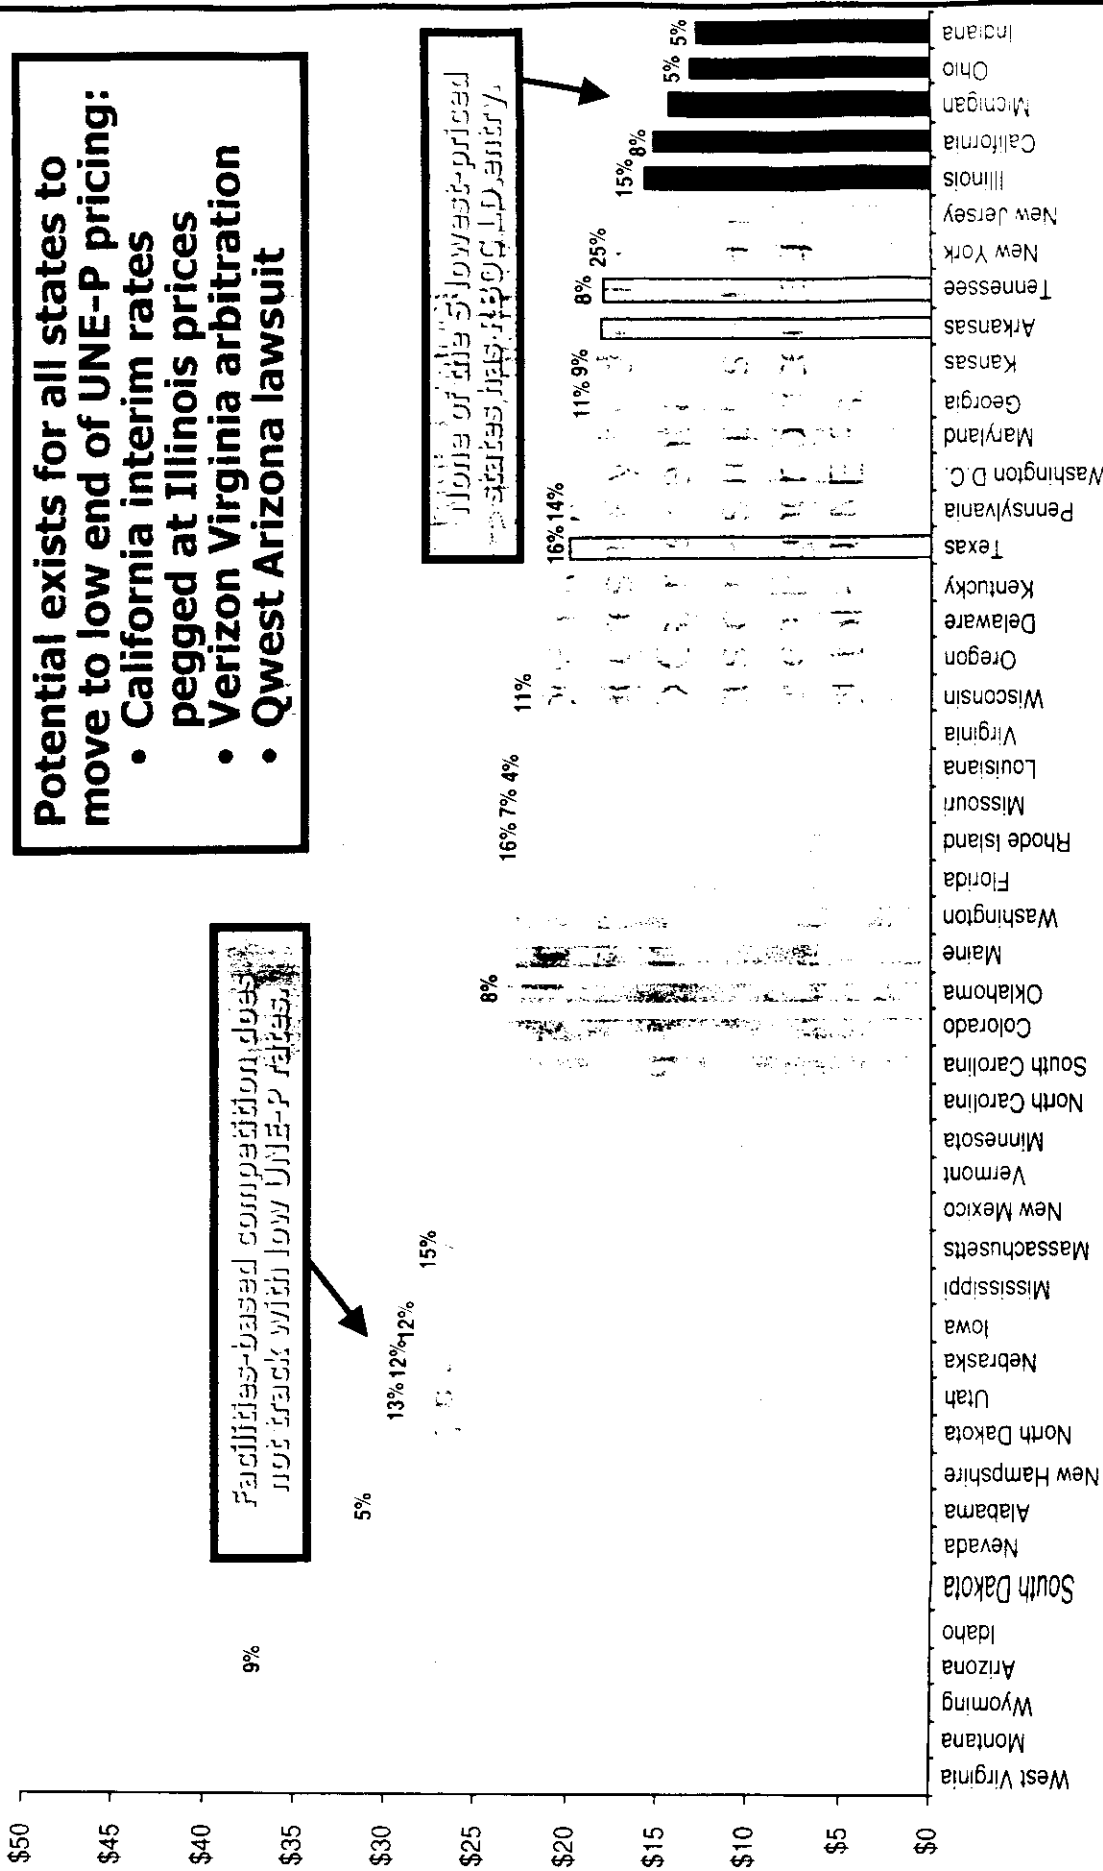 Potential exists for all states to
move to low end of UNE-P pricing:
• California interim rates
pegged at Illinois prices
• Verizon Virginia arbitration
• Qwest Arizona lawsuit
Facilities-based competition does
not track with low UNE-P rates.
None of the 5 lowest-priced
states has RBOC LD entry.
$50
$45
$40
$35
$30
$25
$20
$15
$10
$5
$0
9%
5%
13% 12% 12%
15%
8%
16% 7% 4%
11%
16% 14%
11% 9%
8%
25%
15%
8%
5%
5%
West Virginia
Montana
Wyoming
Arizona
Idaho
South Dakota
Nevada
Alabama
New Hampshire
North Dakota
Utah
Nebraska
Iowa
Mississippi
Massachusetts
New Mexico
Vermont
Minnesota
North Carolina
South Carolina
Colorado
Oklahoma
Maine
Washington
Florida
Rhode Island
Missouri
Louisiana
Virginia
Wisconsin
Oregon
Delaware
Kentucky
Texas
Pennsylvania
Washington D.C.
Maryland
Georgia
Kansas
Arkansas
Tennessee
New York
New Jersey
Illinois
California
Michigan
Ohio
Indiana